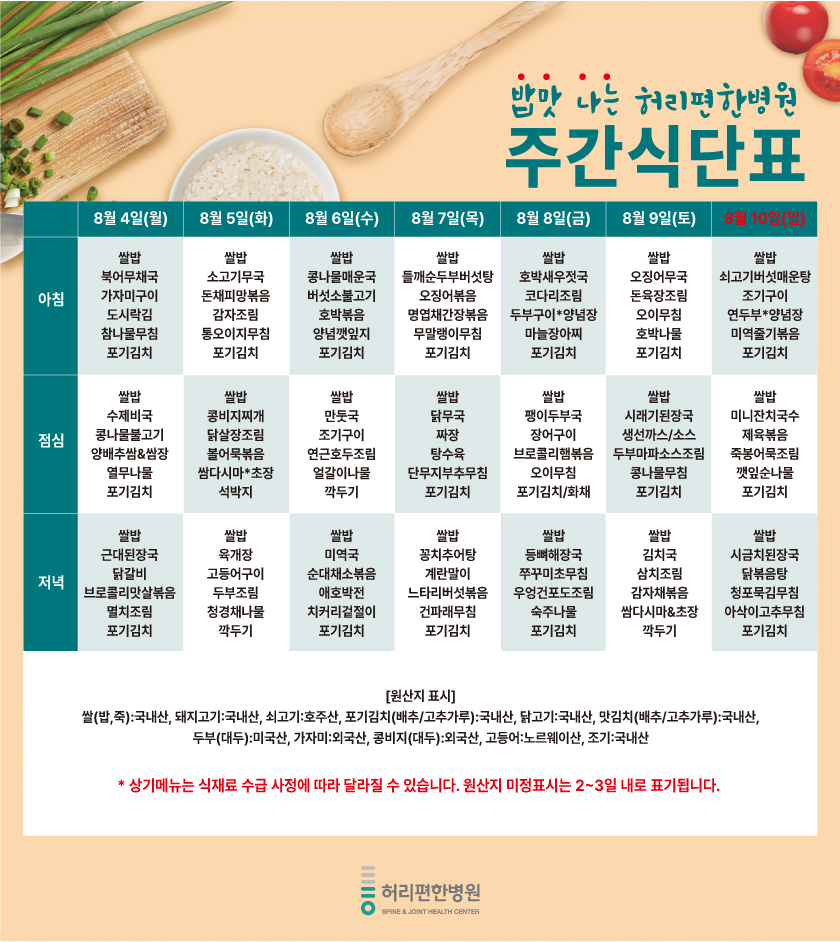 밥맛 나는 허리편한병원
주간식단표
8월 4일(월) 8월 5일(화) 8월 6일(수) 8월 7일(목) 8월 8일(금) 8월 9일(토) 8월 10일(일)
아침
쌀밥 쌀밥 쌀밥 쌀밥 쌀밥 쌀밥 쌀밥
북어무채국 소고기무국 콩나물매운국 들깨순두부버섯탕 호박새우젓국 오징어무국 쇠고기버섯매운탕
가자미구이 돈채피망볶음 버섯소불고기 오징어볶음 코다리조림 돈육장조림 조기구이
도시락김 감자조림 호박볶음 명엽채간장볶음 두부구이*양념장 오이무침 연두부*양념장
참나물무침 통오이지무침 양념깻잎지 무말랭이무침 마늘장아찌 호박나물 미역줄기볶음
포기김치 포기김치 포기김치 포기김치 포기김치 포기김치 포기김치
점심
쌀밥 쌀밥 쌀밥 쌀밥 쌀밥 쌀밥 쌀밥
수제비국 콩비지찌개 만둣국 닭무국 팽이두부국 시래기된장국 미니잔치국수
콩나물불고기 닭살장조림 조기구이 짜장 장어구이 생선까스/소스 제육볶음
양배추쌈&쌈장 볼어묵볶음 연근호두조림 탕수육 브로콜리햄볶음 두부마파소스조림 죽봉어묵조림
열무나물 쌈다시마*초장 얼갈이나물 단무지부추무침 오이무침 콩나물무침 깻잎순나물
포기김치 석박지 깍두기 포기김치 포기김치/화채 포기김치 포기김치
저녁
쌀밥 쌀밥 쌀밥 쌀밥 쌀밥 쌀밥 쌀밥
근대된장국 육개장 미역국 꽁치추어탕 등뼈해장국 김치국 시금치된장국
닭갈비 고등어구이 순대채소볶음 계란말이 쭈꾸미초무침 삼치조림 닭볶음탕
브로콜리맛살볶음 두부조림 애호박전 느타리버섯볶음 우엉건포도조림 감자채볶음 청포묵김무침
멸치조림 청경채나물 치커리겉절이 건파래무침 숙주나물 쌈다시마&초장 아삭이고추무침
포기김치 깍두기 포기김치 포기김치 포기김치 깍두기 포기김치
[원산지 표시]
쌀(밥,죽):국내산, 돼지고기:국내산, 쇠고기:호주산, 포기김치(배추/고추가루):국내산, 닭고기:국내산, 맛김치(배추/고추가루):국내산,
두부(대두):미국산, 가자미:외국산, 콩비지(대두):외국산, 고등어:노르웨이산, 조기:국내산
* 상기메뉴는 식재료 수급 사정에 따라 달라질 수 있습니다. 원산지 미정표시는 2~3일 내로 표기됩니다.
허리편한병원
SPINE & JOINT HEALTH CENTER